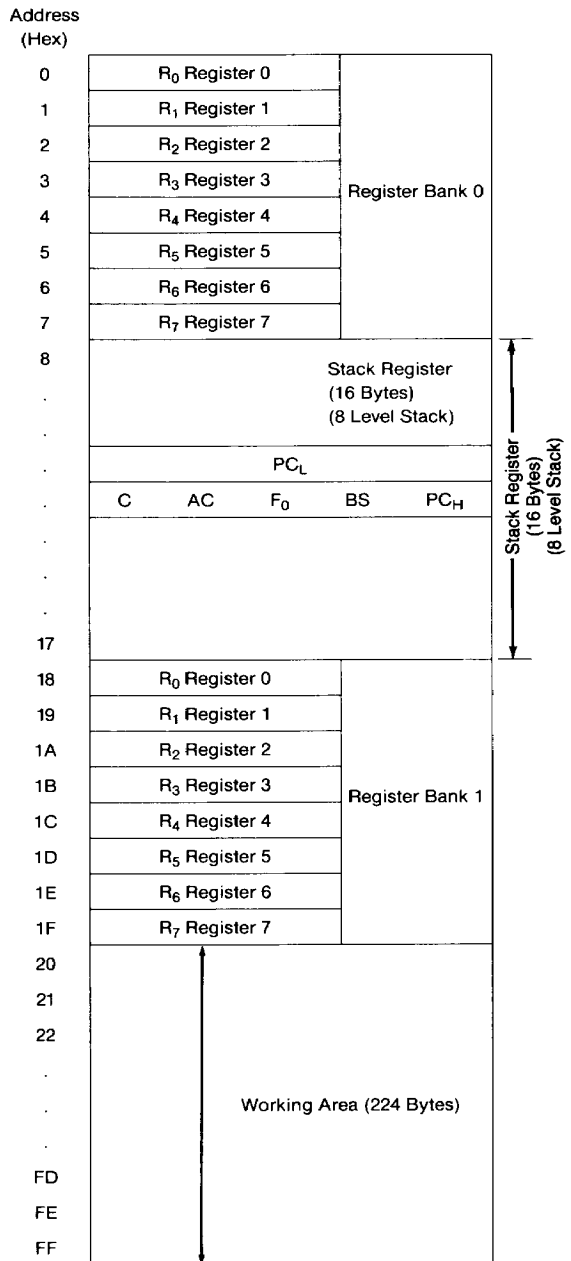 Address
(Hex)
0 R₀ Register 0
1 R₁ Register 1
2 R₂ Register 2
3 R₃ Register 3
4 R₄ Register 4
5 R₅ Register 5
6 R₆ Register 6
7 R₇ Register 7
Register Bank 0
8
Stack Register
(16 Bytes)
(8 Level Stack)
.
.
PC_L
. C AC F₀ BS PC_H
.
.
.
17
Stack Register
(16 Bytes)
(8 Level Stack)
18 R₀ Register 0
19 R₁ Register 1
1A R₂ Register 2
1B R₃ Register 3
1C R₄ Register 4
1D R₅ Register 5
1E R₆ Register 6
1F R₇ Register 7
Register Bank 1
20
21
22
.
.
Working Area (224 Bytes)
.
FD
FE
FF